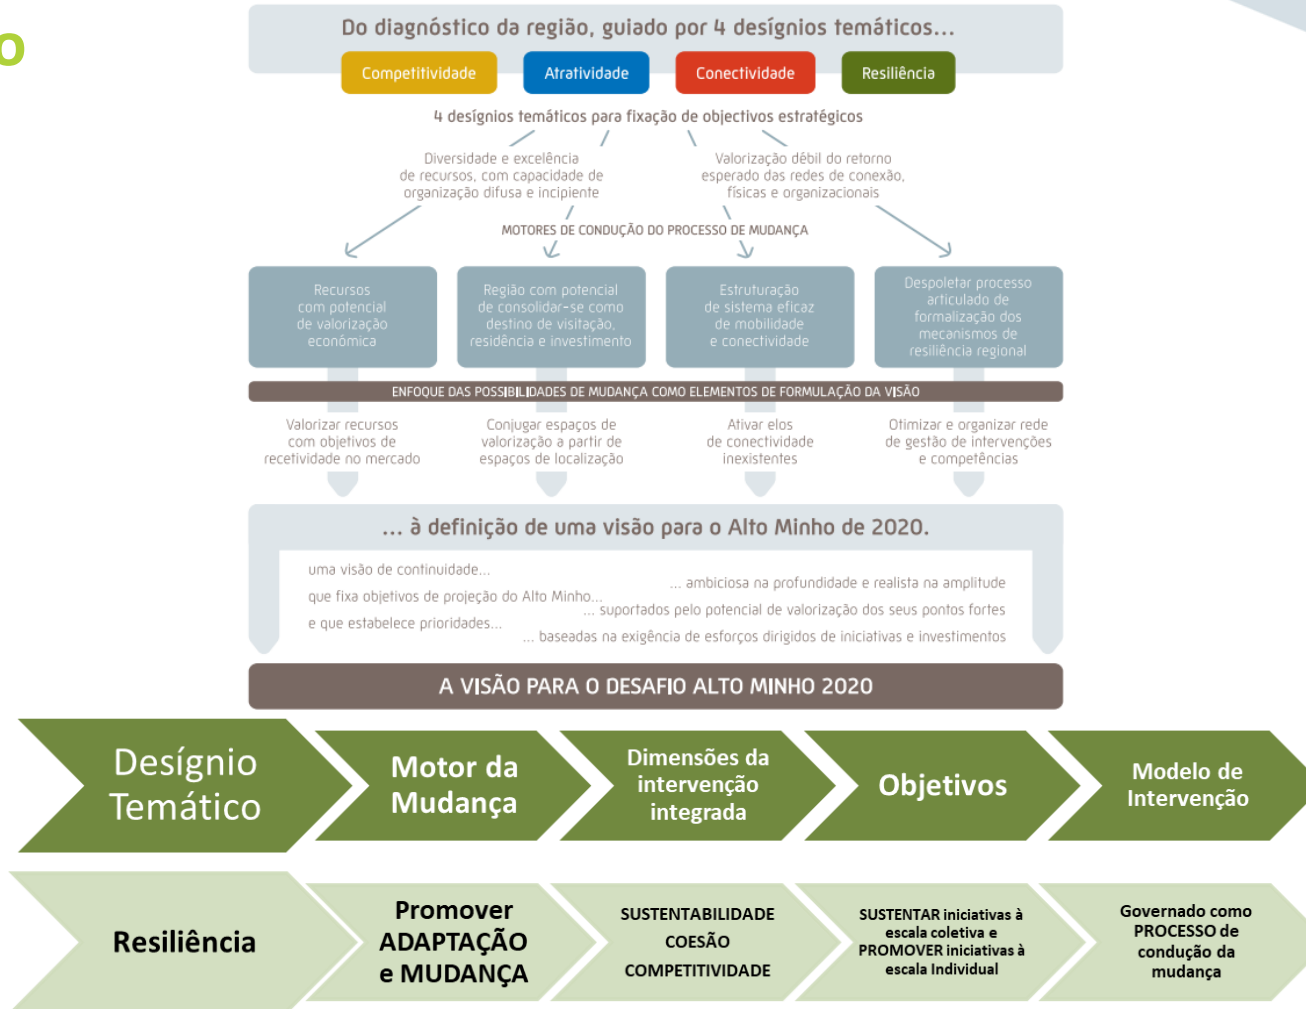 o
Do diagnóstico da região, guiado por 4 desígnios temáticos...
Competitividade
Atratividade
Conectividade
Resiliência
4 desígnios temáticos para fixação de objectivos estratégicos
Diversidade e excelência
de recursos, com capacidade de
organização difusa e incipiente
Valorização débil do retorno
esperado das redes de conexão,
físicas e organizacionais
MOTORES DE CONDUÇÃO DO PROCESSO DE MUDANÇA
Recursos
com potencial
de valorização
económica
Região com potencial
de consolidar-se como
destino de visitação,
residência e investimento
Estruturação
de sistema eficaz
de mobilidade
e conectividade
Despoletar processo
articulado de
formalização dos
mecanismos de
resiliência regional
ENFOQUE DAS POSSIBILIDADES DE MUDANÇA COMO ELEMENTOS DE FORMULAÇÃO DA VISÃO
Valorizar recursos
com objetivos de
recetividade no mercado
Conjugar espaços de
valorização a partir de
espaços de localização
Ativar elos
de conectividade
inexistentes
Otimizar e organizar rede
de gestão de intervenções
e competências
... à definição de uma visão para o Alto Minho de 2020.
uma visão de continuidade...
... ambiciosa na profundidade e realista na amplitude
que fixa objetivos de projeção do Alto Minho...
... suportados pelo potencial de valorização dos seus pontos fortes
e que estabelece prioridades...
... baseadas na exigência de esforços dirigidos de iniciativas e investimentos
A VISÃO PARA O DESAFIO ALTO MINHO 2020
Desígnio
Temático
Motor da
Mudança
Dimensões da
intervenção
integrada
Objetivos
Modelo de
Intervenção
Resiliência
Promover
ADAPTAÇÃO
e MUDANÇA
SUSTENTABILIDADE
COESÃO
COMPETITIVIDADE
SUSTENTAR iniciativas à
escala coletiva e
PROMOVER iniciativas à
escala Individual
Governado como
PROCESSO de
condução da
mudança